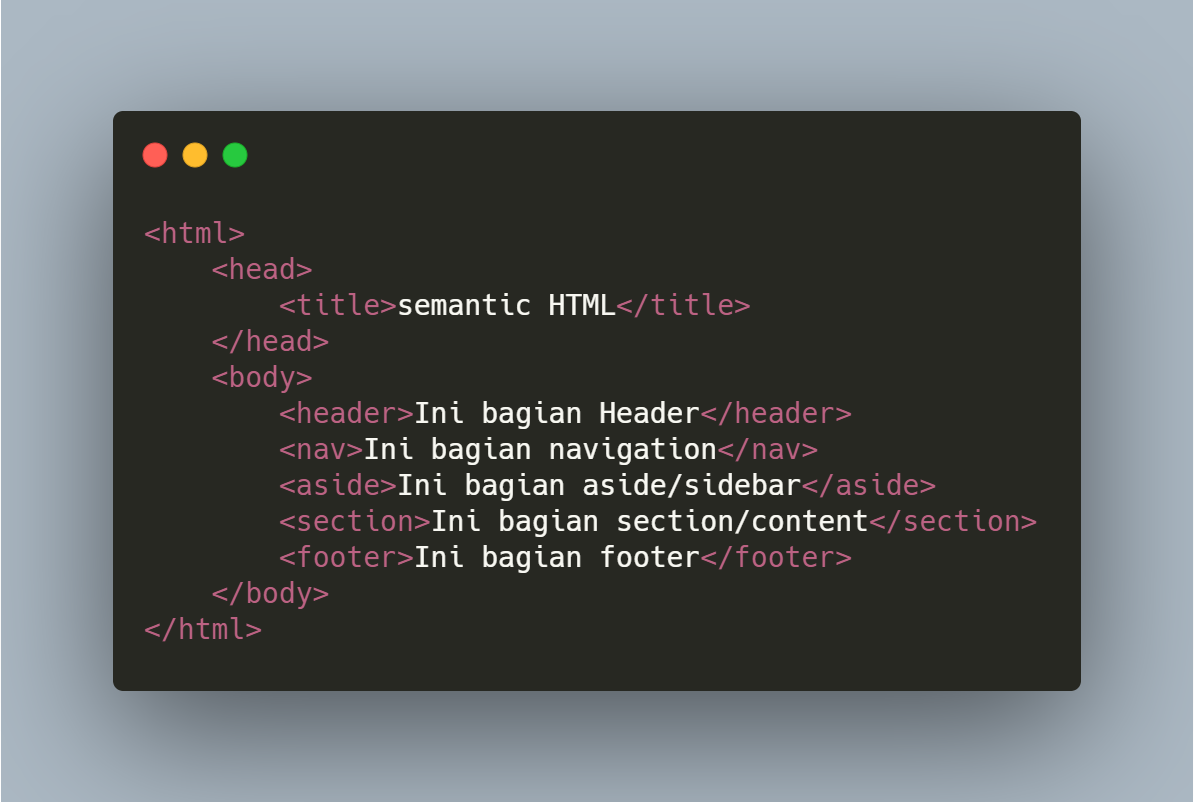 <html>
    <head>
        <title>semantic HTML</title>
    </head>
    <body>
        <header>Ini bagian Header</header>
        <nav>Ini bagian navigation</nav>
        <aside>Ini bagian aside/sidebar</aside>
        <section>Ini bagian section/content</section>
        <footer>Ini bagian footer</footer>
    </body>
</html>